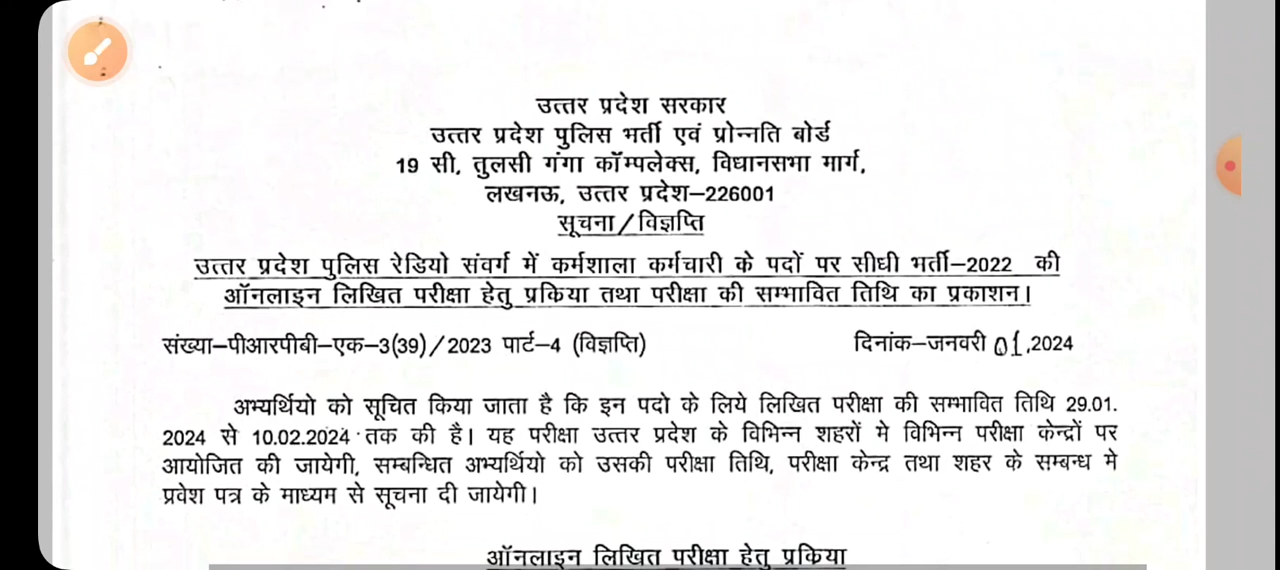 उत्तर प्रदेश सरकार
उत्तर प्रदेश पुलिस भर्ती एवं प्रोन्नति बोर्ड
19 सी, तुलसी गंगा कॉम्पलेक्स, विधानसभा मार्ग,
लखनऊ, उत्तर प्रदेश–226001
सूचना/विज्ञप्ति
उत्तर प्रदेश पुलिस रेडियो संवर्ग में कर्मशाला कर्मचारी के पदों पर सीधी भर्ती–2022 की
ऑनलाइन लिखित परीक्षा हेतु प्रकिया तथा परीक्षा की सम्भावित तिथि का प्रकाशन।
संख्या–पीआरपीबी–एक–3(39)/2023 पार्ट–4 (विज्ञप्ति) दिनांक–जनवरी 01,2024
अभ्यर्थियो को सूचित किया जाता है कि इन पदो के लिये लिखित परीक्षा की सम्भावित तिथि 29.01.
2024 से 10.02.2024 तक की है। यह परीक्षा उत्तर प्रदेश के विभिन्न शहरों मे विभिन्न परीक्षा केन्द्रों पर
आयोजित की जायेगी, सम्बन्धित अभ्यर्थियो को उसकी परीक्षा तिथि, परीक्षा केन्द्र तथा शहर के सम्बन्ध मे
प्रवेश पत्र के माध्यम से सूचना दी जायेगी।
ऑनलाइन लिखित परीक्षा हेतु प्रकिया